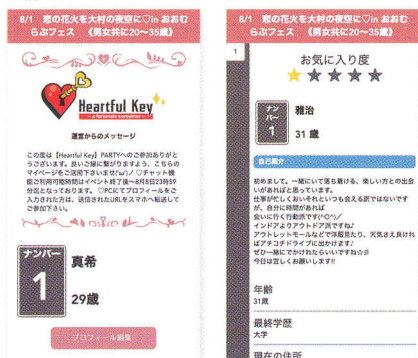 8/1 恋の花火を大村の夜空に♡in おおむ
らぶフェス 《男女共に20〜35歳》
Heartful Key
~ a fortunate encounter ~
運営からのメッセージ
この度は【Heartful Key】PARTYへのご参加ありがと
うございます。良いご縁に繋がりますよう、こちらの
マイページをご活用下さいませ(ω)ノ♡チャット機
能ご利用可能時間はイベント終了後〜8月8日23時59
分迄となっております。♡PCにてプロフィールをご
入力された方は、送信されたURLをスマホへ転送して
ご参加下さい。
ナンバー
1
真希
29歳
プロフィール編集
8/1 恋の花火を大村の夜空に♡in おおむ
らぶフェス 《男女共に20〜35歳》
1
お気に入り度
★★★★★
ナン
バー
1
雅治
31 歳
自己紹介
初めまして。一緒にいて落ち着ける、楽しい方との出会
いがあればと思っています。
仕事が忙しくおいそれといつも会える訳ではないです
が、自分に時間があれば
会いに行く行動派です(^O^)/
インドアよりアウトドア派ですね♪
アウトレットモールなどで洋服見たり、天気さえ良けれ
ばアチコチドライブに出かけます♪
ぜひ一緒にでかけたらいいですね☆彡
今日は宜しくお願いします!!
年齢
31歳
最終学歴
大学
現在の住所